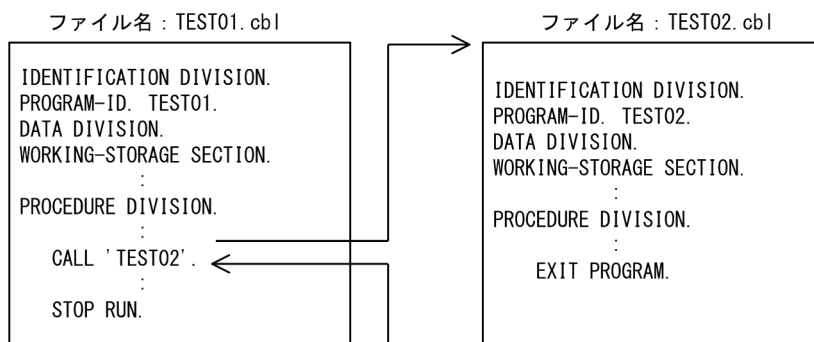 ファイル名：TEST01.cbl
IDENTIFICATION DIVISION.
PROGRAM-ID. TEST01.
DATA DIVISION.
WORKING-STORAGE SECTION.
:
PROCEDURE DIVISION.
:
CALL 'TEST02'.
:
STOP RUN.
ファイル名：TEST02.cbl
IDENTIFICATION DIVISION.
PROGRAM-ID. TEST02.
DATA DIVISION.
WORKING-STORAGE SECTION.
:
PROCEDURE DIVISION.
:
EXIT PROGRAM.